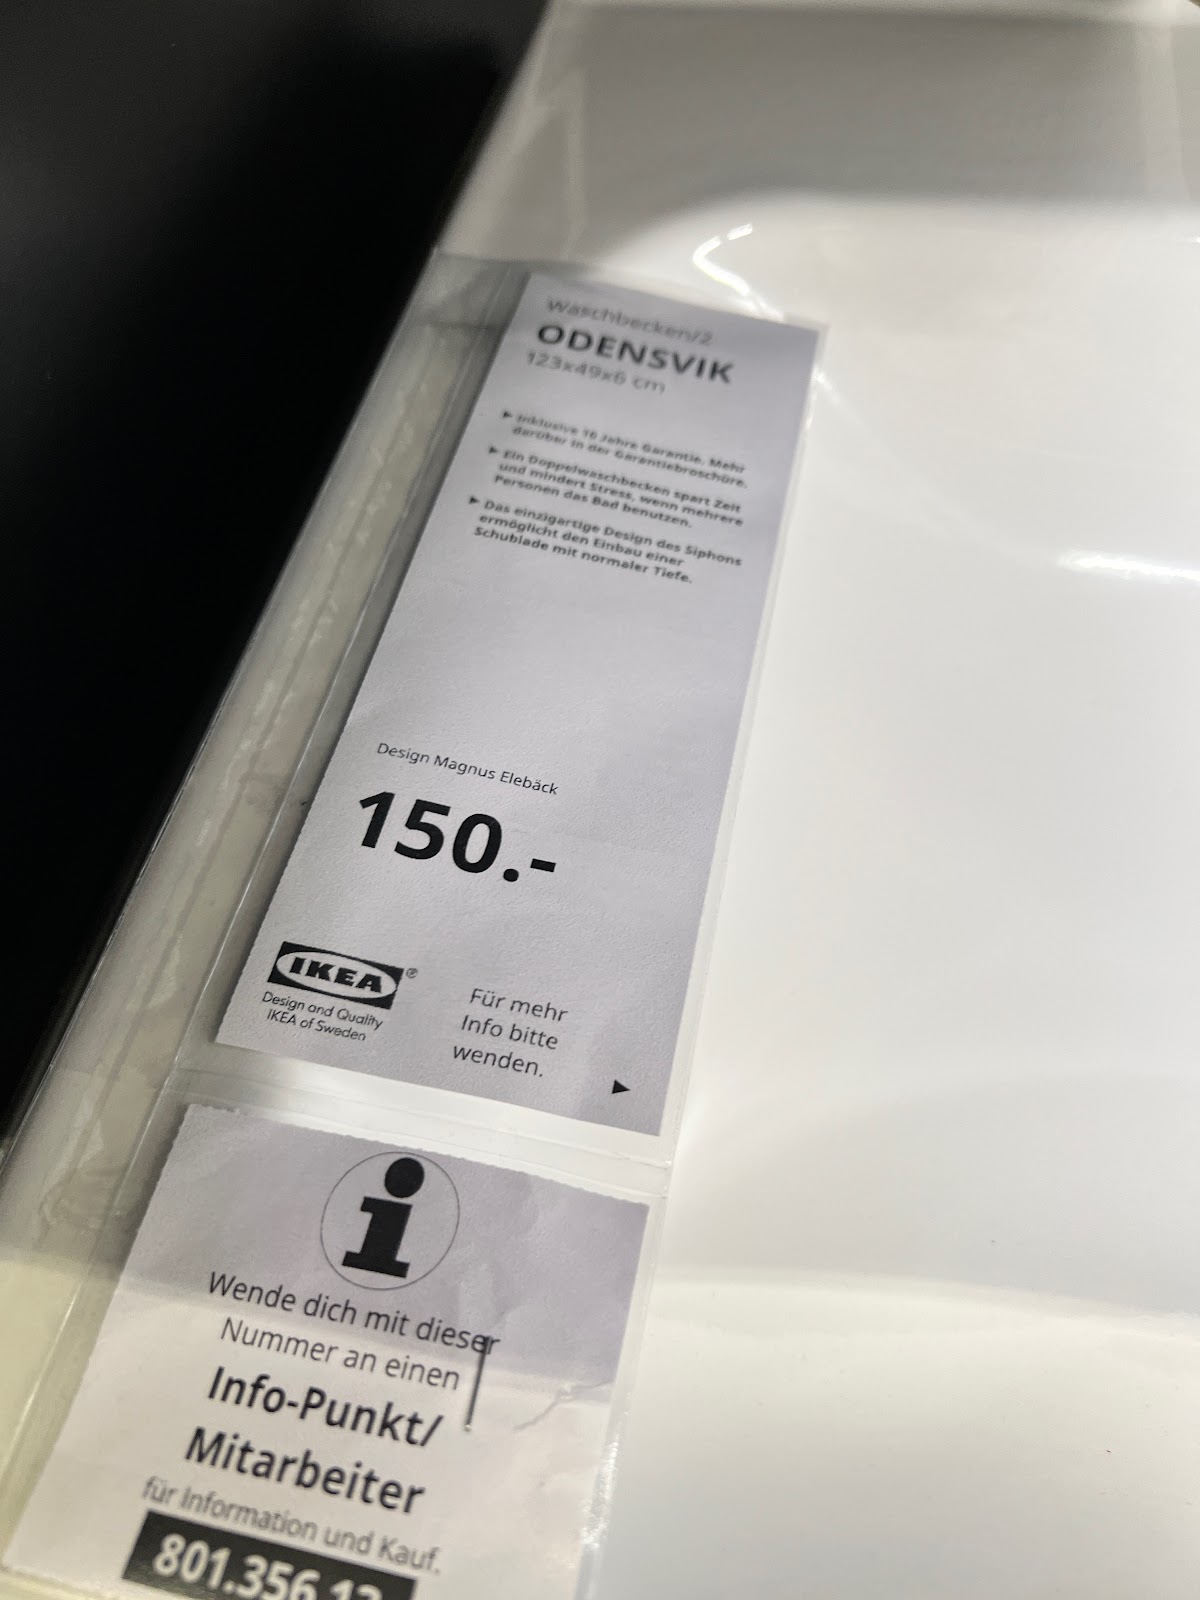 Waschbecken/2
ODENSVIK
123x49x6 cm
▶ Inklusive 10 Jahre Garantie. Mehr
darüber in der Garantiebroschüre.
▶ Ein Doppelwaschbecken spart Zeit
und mindert Stress, wenn mehrere
Personen das Bad benutzen.
▶ Das einzigartige Design des Siphons
ermöglicht den Einbau einer
Schublade mit normaler Tiefe.
Design Magnus Elebäck
150.-
IKEA®
Design and Quality
IKEA of Sweden
Für mehr
Info bitte
wenden.
▶
i
Wende dich mit dieser
Nummer an einen
Info-Punkt/
Mitarbeiter
für Information und Kauf.
801.356.12